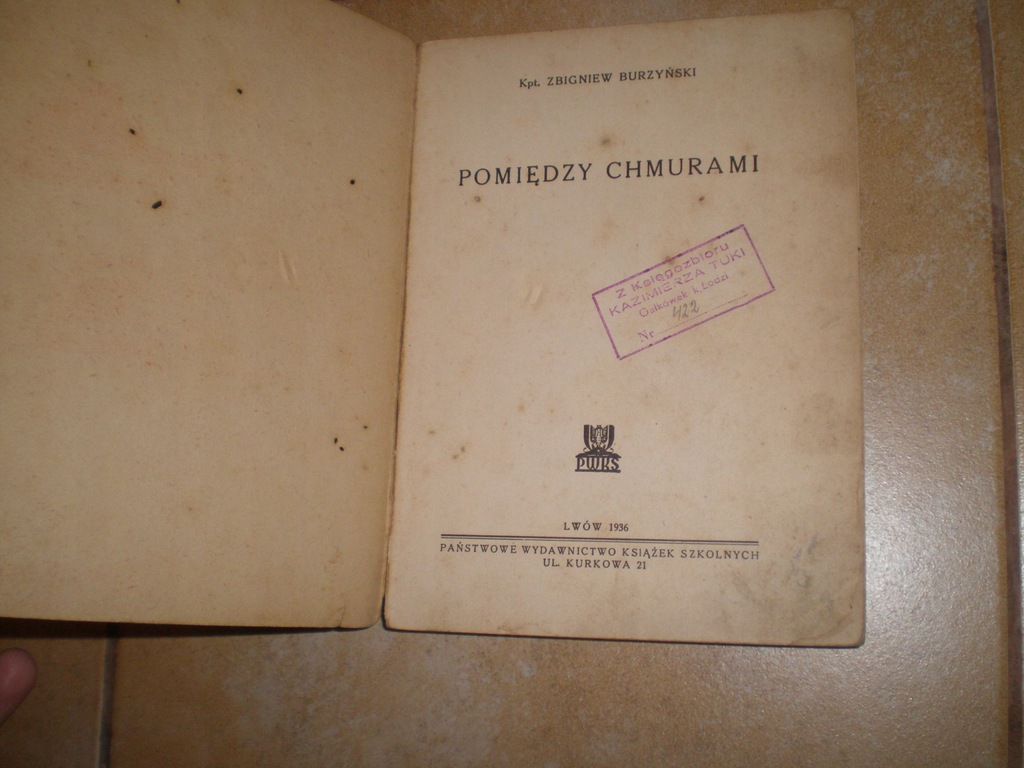 Kpt. ZBIGNIEW BURZYŃSKI
POMIĘDZY CHMURAMI
Z Księgozbioru
KAZIMIERZA TUKI
Gałkówek k. Łodzi
Nr 422
PWKS
LWÓW 1936
PAŃSTWOWE WYDAWNICTWO KSIĄŻEK SZKOLNYCH
UL. KURKOWA 21